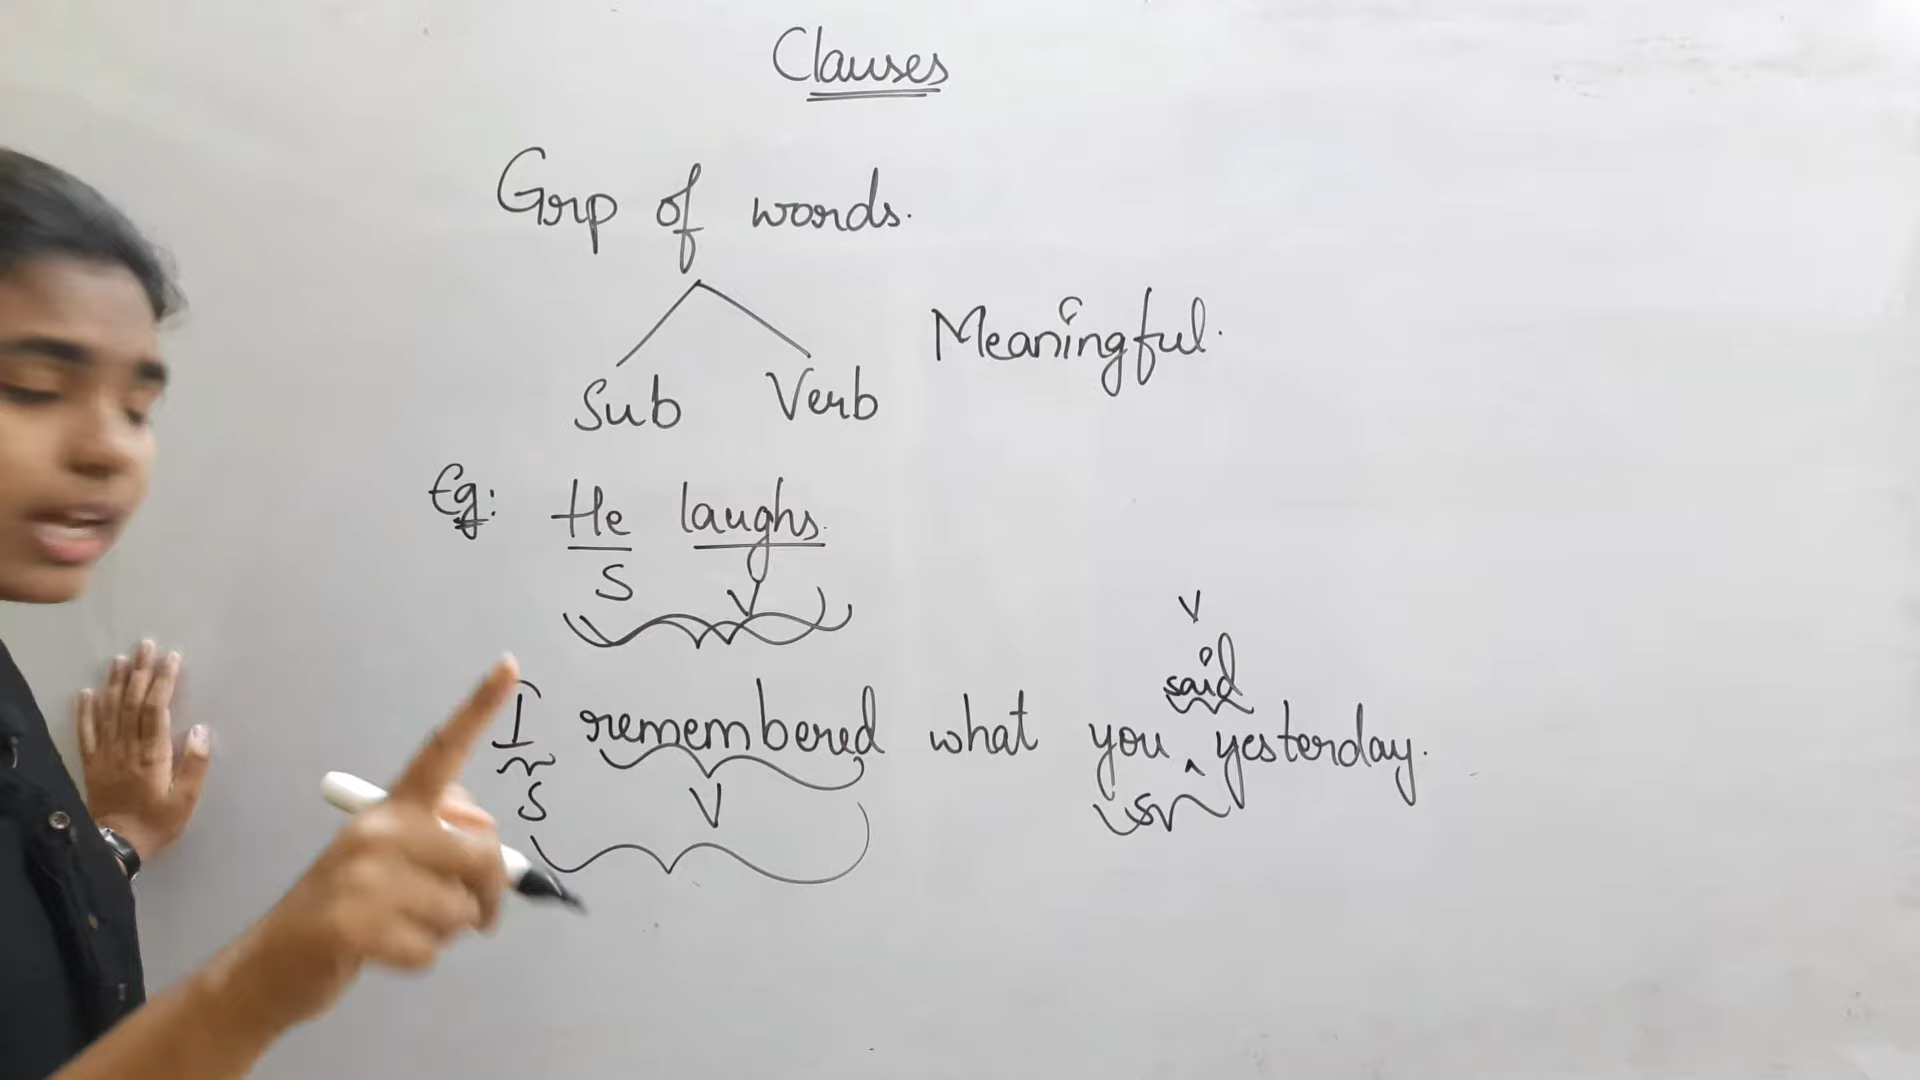 Clauses
Grp of words.
Meaningful.
Sub Verb
Eg: He laughs.
S V
V
said
I remembered what you ^ yesterday.
S V S